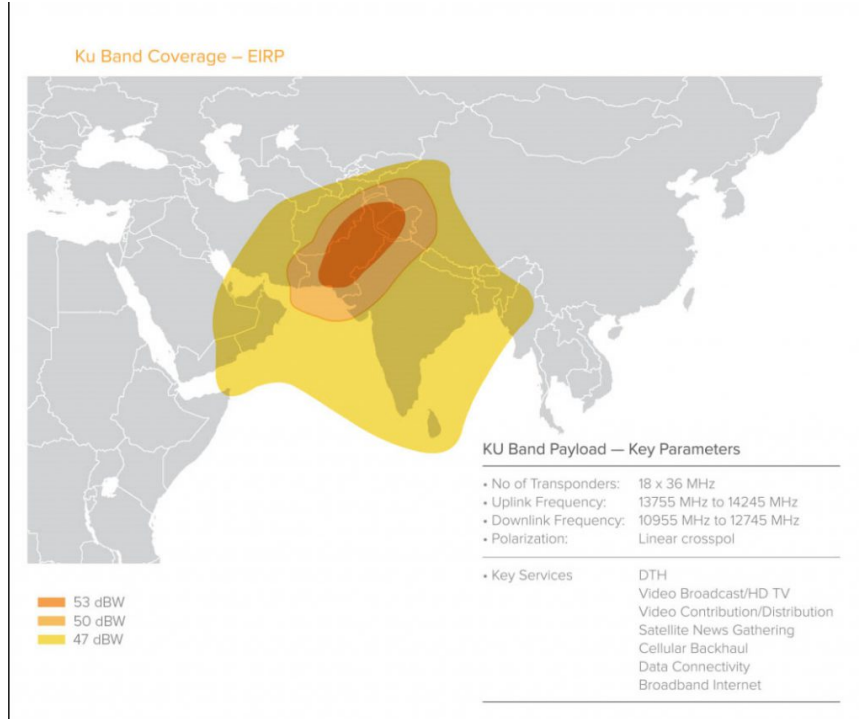 Ku Band Coverage – EIRP
KU Band Payload — Key Parameters
• No of Transponders: 18 x 36 MHz
• Uplink Frequency: 13755 MHz to 14245 MHz
• Downlink Frequency: 10955 MHz to 12745 MHz
• Polarization: Linear crosspol
• Key Services DTH
Video Broadcast/HD TV
Video Contribution/Distribution
Satellite News Gathering
Cellular Backhaul
Data Connectivity
Broadband Internet
53 dBW
50 dBW
47 dBW